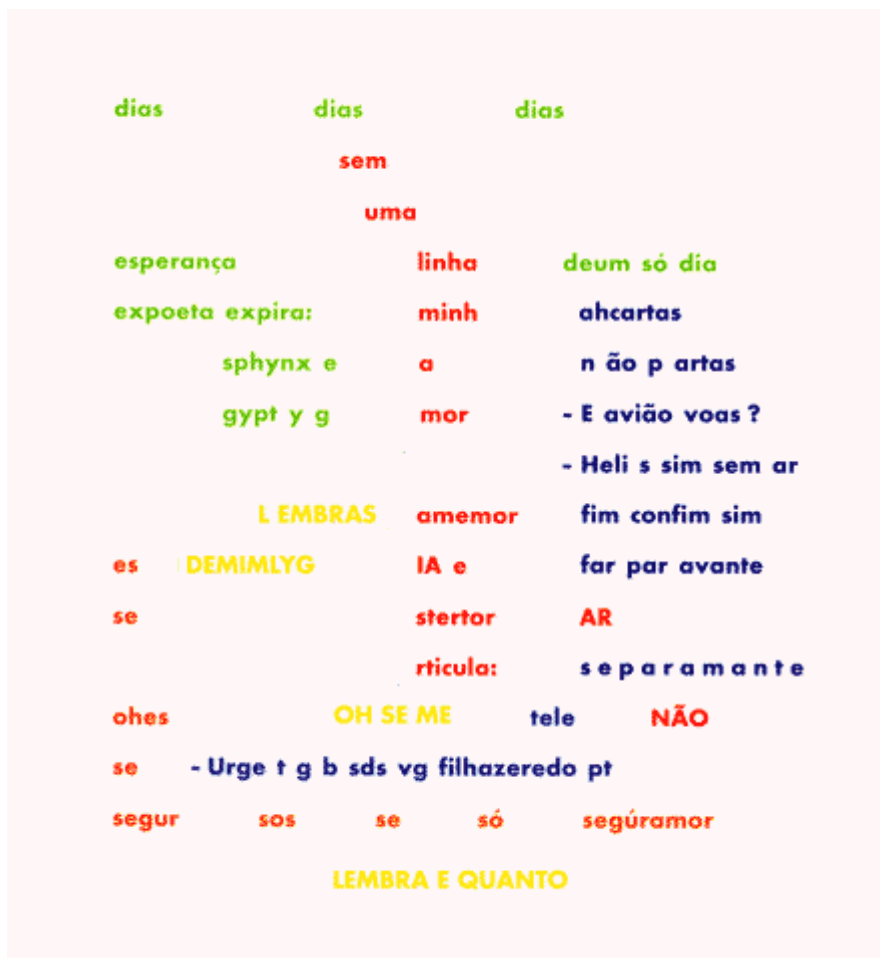 dias dias dias
sem
uma
esperança linha deum só dia
expoeta expira: minh ahcartas
sphynx e a n ão p artas
gypt y g mor - E avião voas ?
- Heli s sim sem ar
L EMBRAS amemor fim confim sim
es DEMIMLYG IA e far par avante
se stertor AR
rticula: s e p a r a m a n t e
ohes OH SE ME tele NÃO
se - Urge t g b sds vg filhazeredo pt
segur sos se só segúramor
LEMBRA E QUANTO